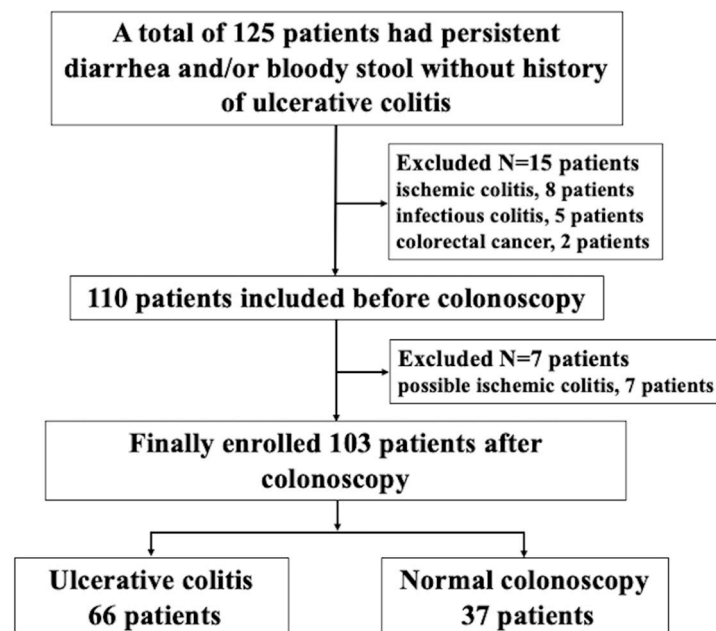 A total of 125 patients had persistent
diarrhea and/or bloody stool without history
of ulcerative colitis
Excluded N=15 patients
ischemic colitis, 8 patients
infectious colitis, 5 patients
colorectal cancer, 2 patients
110 patients included before colonoscopy
Excluded N=7 patients
possible ischemic colitis, 7 patients
Finally enrolled 103 patients after
colonoscopy
Ulcerative colitis
66 patients
Normal colonoscopy
37 patients